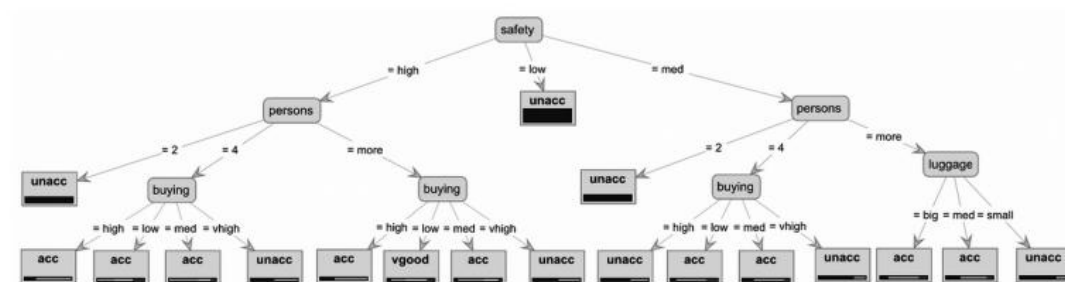 safety
= high
= low
= med
unacc
persons
persons
= 2
= 4
= more
= 2
= 4
= more
unacc
buying
buying
unacc
buying
luggage
= high = low = med = vhigh
= high = low = med = vhigh
= high = low = med = vhigh
= big = med = small
acc
acc
acc
unacc
acc
vgood
acc
unacc
unacc
acc
acc
unacc
acc
acc
unacc